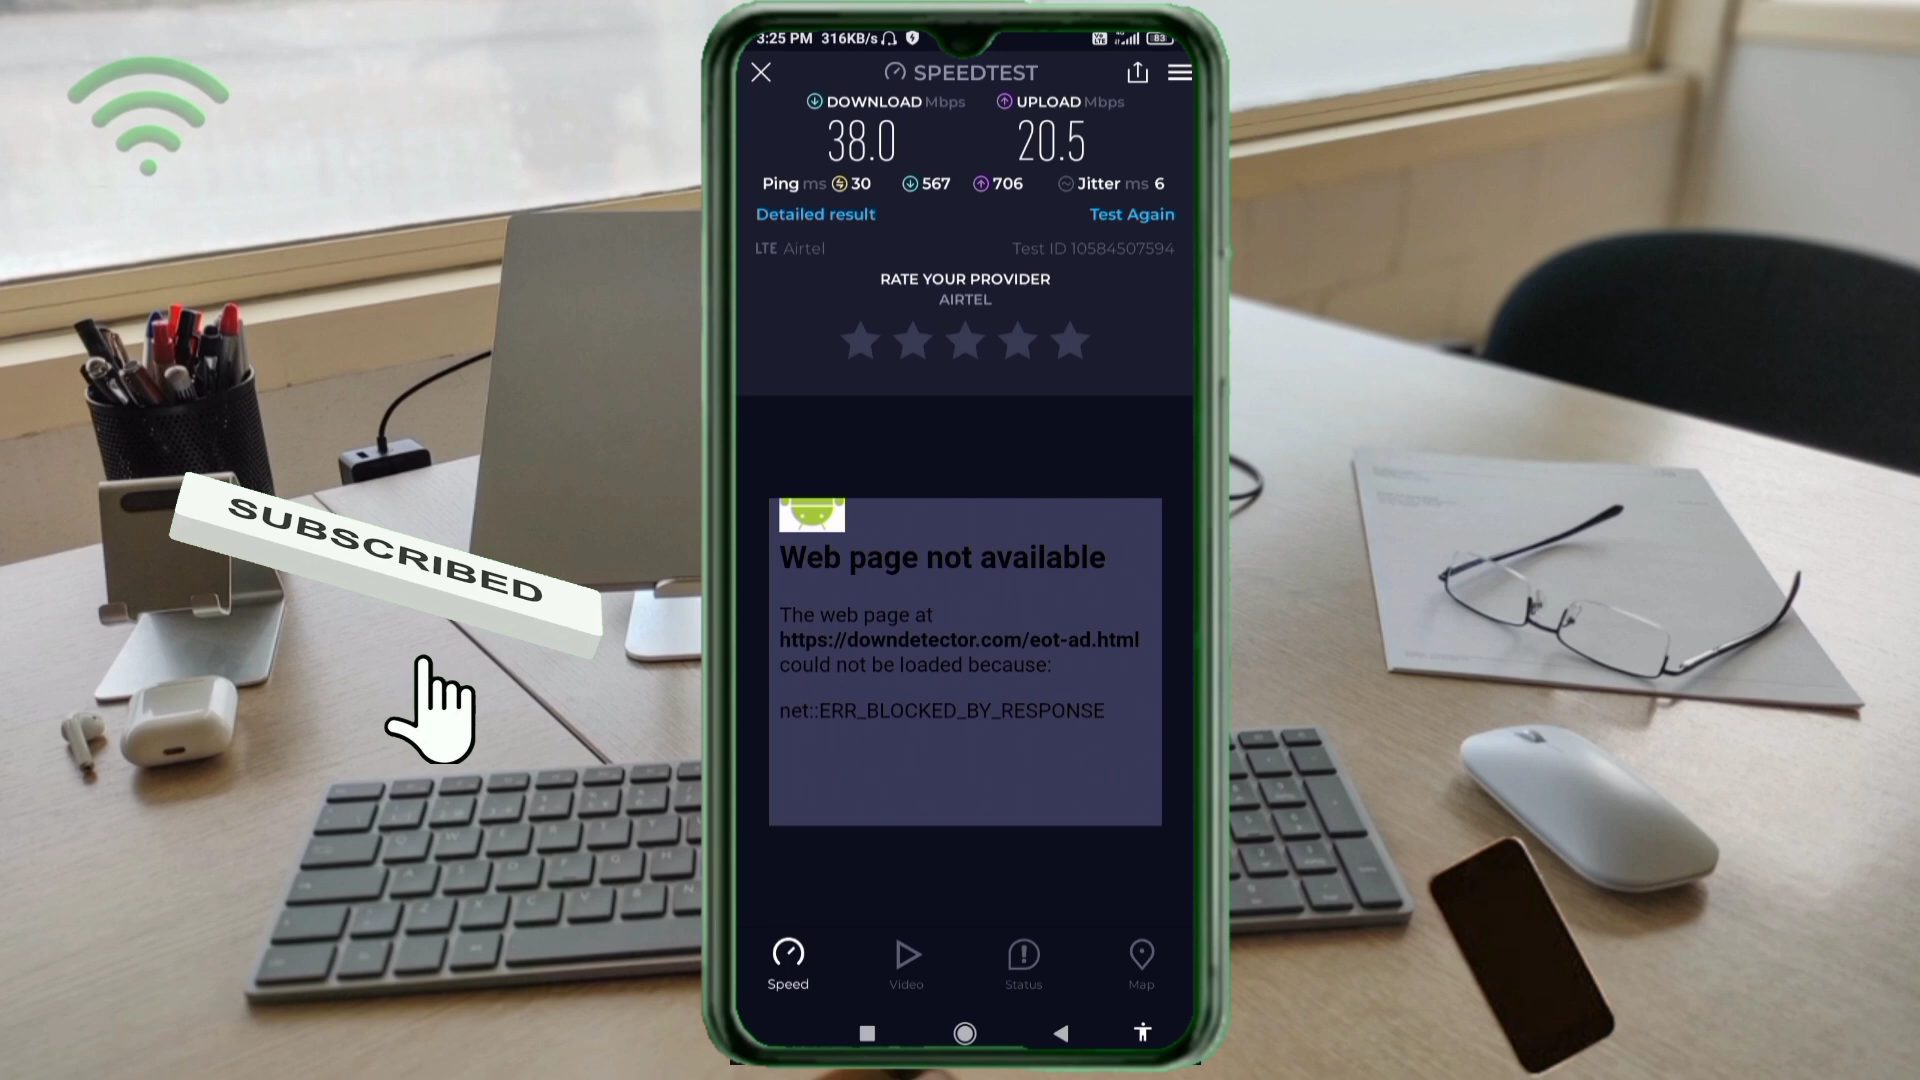 3:25 PM 316KB/s
83
SPEEDTEST
DOWNLOAD Mbps
UPLOAD Mbps
38.0
20.5
Ping ms 30 567 706 Jitter ms 6
Detailed result
Test Again
LTE Airtel
Test ID 10584507594
RATE YOUR PROVIDER
AIRTEL
SUBSCRIBED
Web page not available
The web page at
https://downdetector.com/eot-ad.html
could not be loaded because:
net::ERR_BLOCKED_BY_RESPONSE
Speed
Video
Status
Map